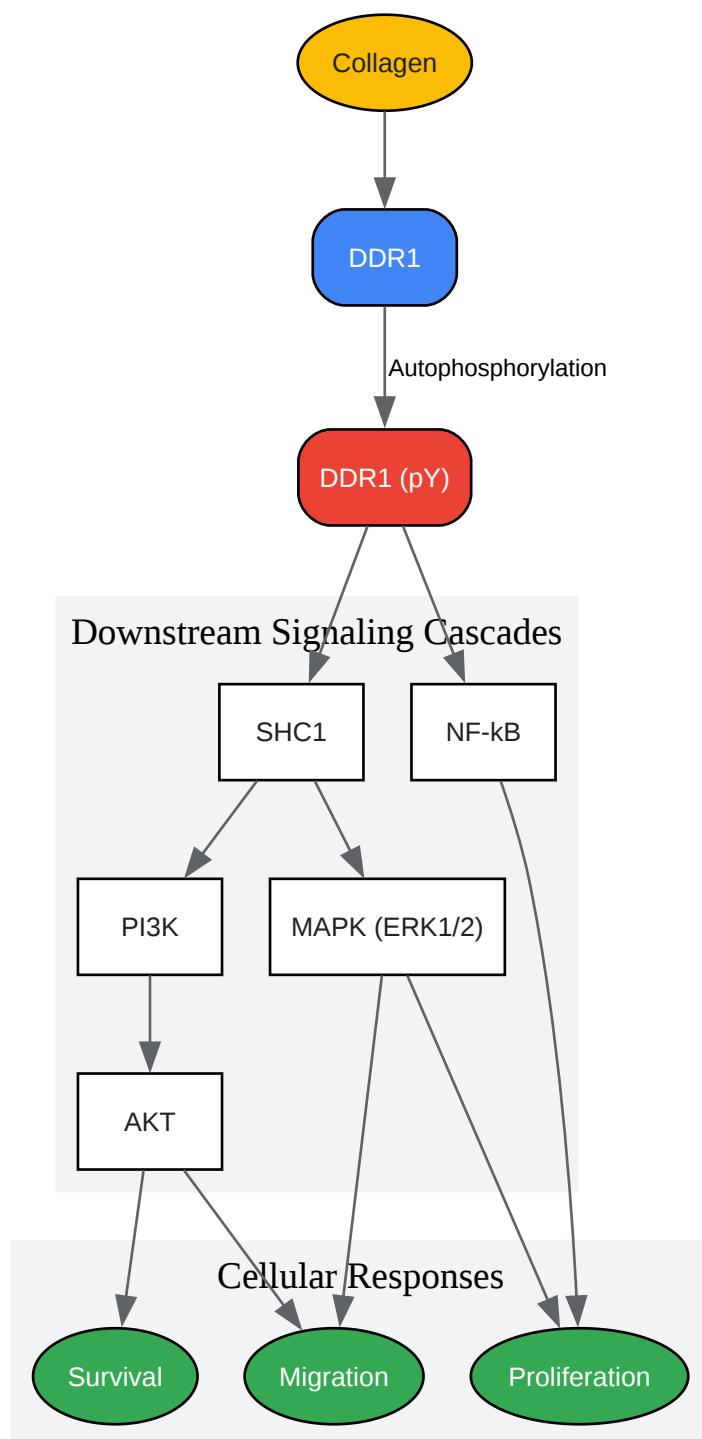 Collagen
DDR1
Autophosphorylation
DDR1 (pY)
Downstream Signaling Cascades
SHC1
NF-kB
PI3K
MAPK (ERK1/2)
AKT
Cellular Responses
Survival
Migration
Proliferation